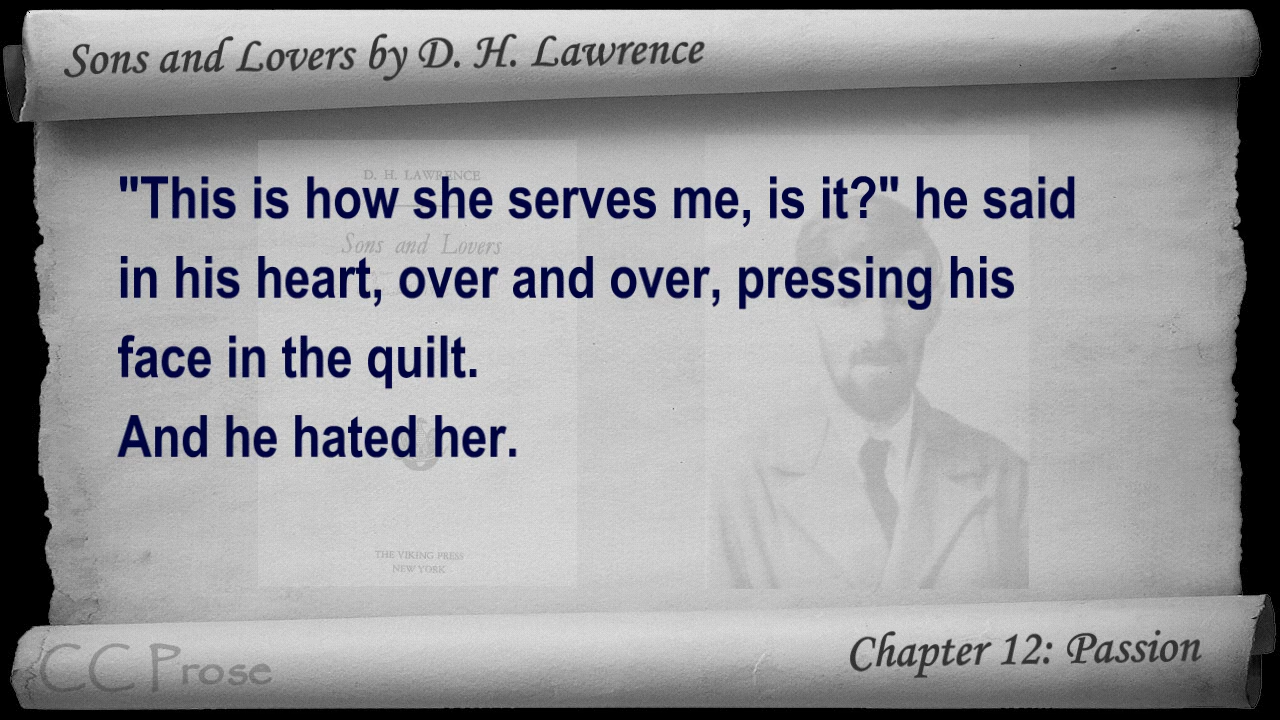 Sons and Lovers by D. H. Lawrence
D. H. LAWRENCE
"This is how she serves me, is it?" he said
Sons and Lovers
in his heart, over and over, pressing his
face in the quilt.
And he hated her.
THE VIKING PRESS
NEW YORK
Chapter 12: Passion
CC Prose